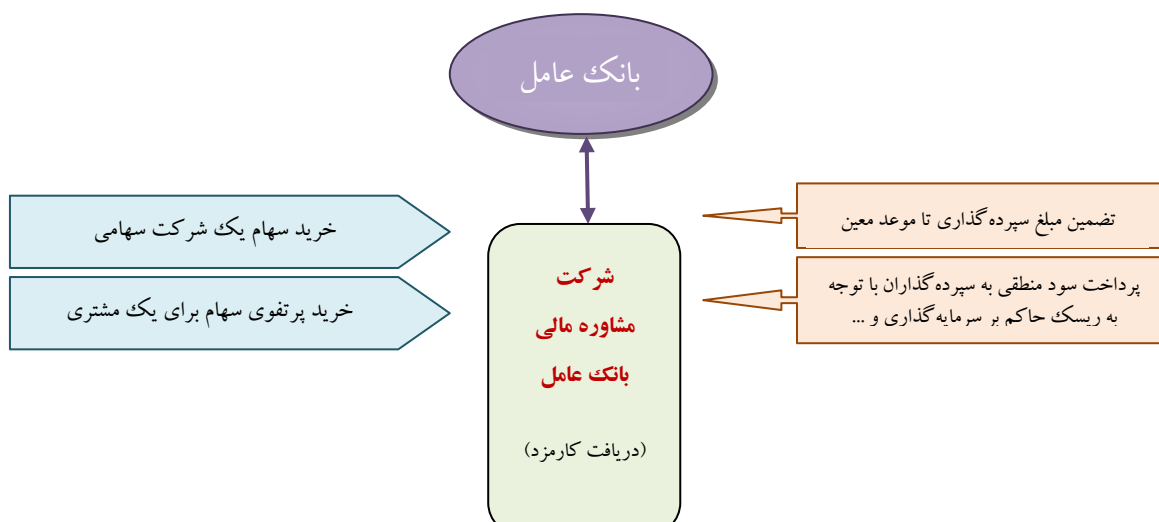 بانک عامل
تضمین مبلغ سپرده‌گذاری تا موعد معین
خرید سهام یک شرکت سهامی
پرداخت سود منطقی به سپرده‌گذاران با توجه
به ریسک حاکم بر سرمایه‌گذاری و ...
خرید پرتفوی سهام برای یک مشتری
شرکت
مشاوره مالی
بانک عامل
(دریافت کارمزد)